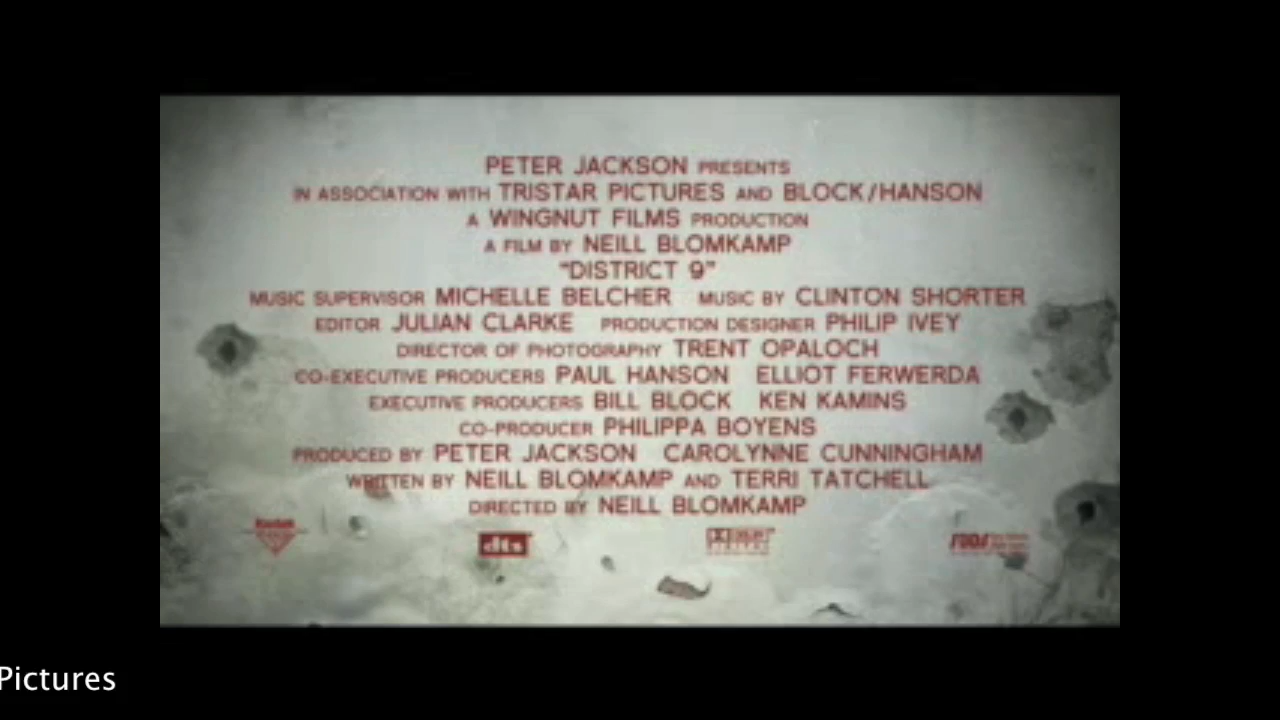 PETER JACKSON PRESENTS
IN ASSOCIATION WITH TRISTAR PICTURES AND BLOCK/HANSON
A WINGNUT FILMS PRODUCTION
A FILM BY NEILL BLOMKAMP
"DISTRICT 9"
MUSIC SUPERVISOR MICHELLE BELCHER MUSIC BY CLINTON SHORTER
EDITOR JULIAN CLARKE PRODUCTION DESIGNER PHILIP IVEY
DIRECTOR OF PHOTOGRAPHY TRENT OPALOCH
CO-EXECUTIVE PRODUCERS PAUL HANSON ELLIOT FERWERDA
EXECUTIVE PRODUCERS BILL BLOCK KEN KAMINS
CO-PRODUCER PHILIPPA BOYENS
PRODUCED BY PETER JACKSON CAROLYNNE CUNNINGHAM
WRITTEN BY NEILL BLOMKAMP AND TERRI TATCHELL
DIRECTED BY NEILL BLOMKAMP
Kodak
dts
DIGITAL
Pictures